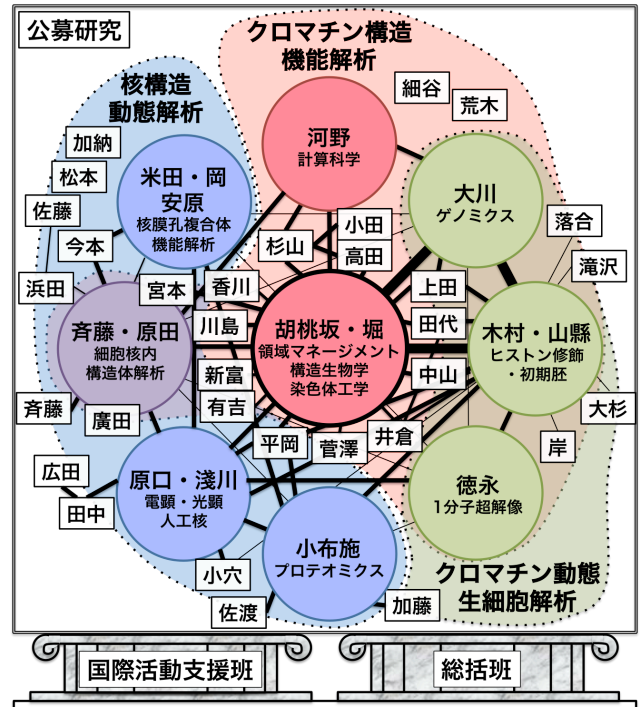 公募研究
クロマチン構造
機能解析
細谷
荒木
核構造
動態解析
加納
松本
佐藤
今本
浜田
米田・岡
安原
核膜孔複合体
機能解析
河野
計算科学
大川
ゲノミクス
落合
滝沢
杉山
小田
高田
宮本
香川
川島
上田
田代
中山
斉藤・原田
細胞核内
構造体解析
胡桃坂・堀
領域マネージメント
構造生物学
染色体工学
木村・山縣
ヒストン修飾
・初期胚
新富
有吉
斉藤
廣田
平岡
菅澤
井倉
大杉
岸
広田
田中
原口・淺川
電顕・光顕
人工核
徳永
1分子超解像
小布施
プロテオミクス
小穴
佐渡
加藤
クロマチン動態
生細胞解析
国際活動支援班
総括班